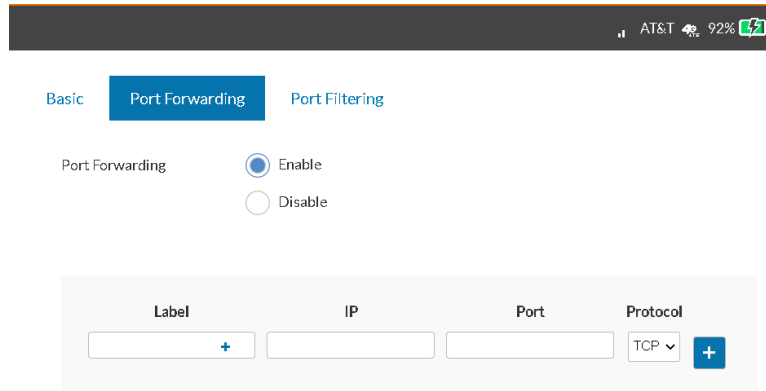 AT&T 92%
Basic Port Forwarding Port Filtering
Port Forwarding Enable
Disable
Label IP Port Protocol
TCP